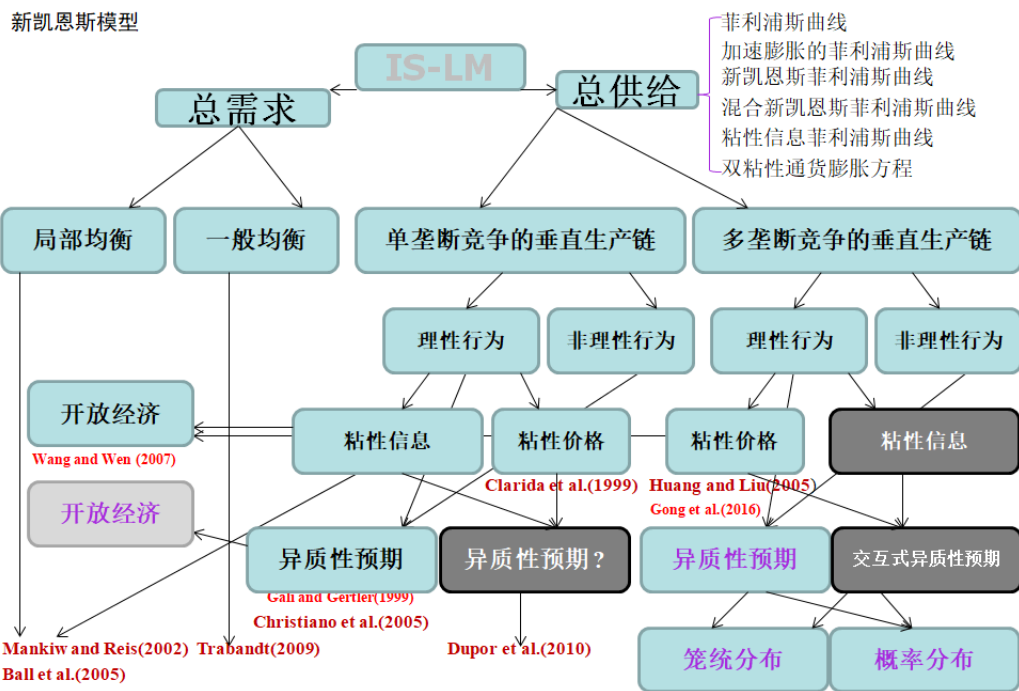 新凯恩斯模型
IS-LM
总需求
总供给
菲利浦斯曲线
加速膨胀的菲利浦斯曲线
新凯恩斯菲利浦斯曲线
混合新凯恩斯菲利浦斯曲线
粘性信息菲利浦斯曲线
双粘性通货膨胀方程
局部均衡
一般均衡
单垄断竞争的垂直生产链
多垄断竞争的垂直生产链
理性行为
非理性行为
理性行为
非理性行为
开放经济
Wang and Wen (2007)
粘性信息
粘性价格
粘性价格
粘性信息
Clarida et al.(1999)
Huang and Liu(2005)
Gong et al.(2016)
开放经济
异质性预期
异质性预期？
异质性预期
交互式异质性预期
Gali and Gertler(1999)
Christiano et al.(2005)
Mankiw and Reis(2002)
Ball et al.(2005)
Trabandt(2009)
Dupor et al.(2010)
笼统分布
概率分布